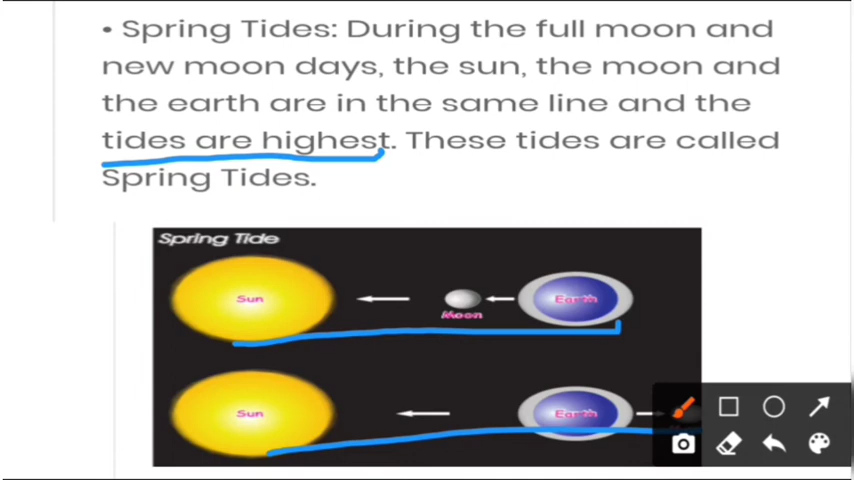 • Spring Tides: During the full moon and
new moon days, the sun, the moon and
the earth are in the same line and the
tides are highest. These tides are called
Spring Tides.
Spring Tide
Sun
Earth
Moon
Sun
Earth